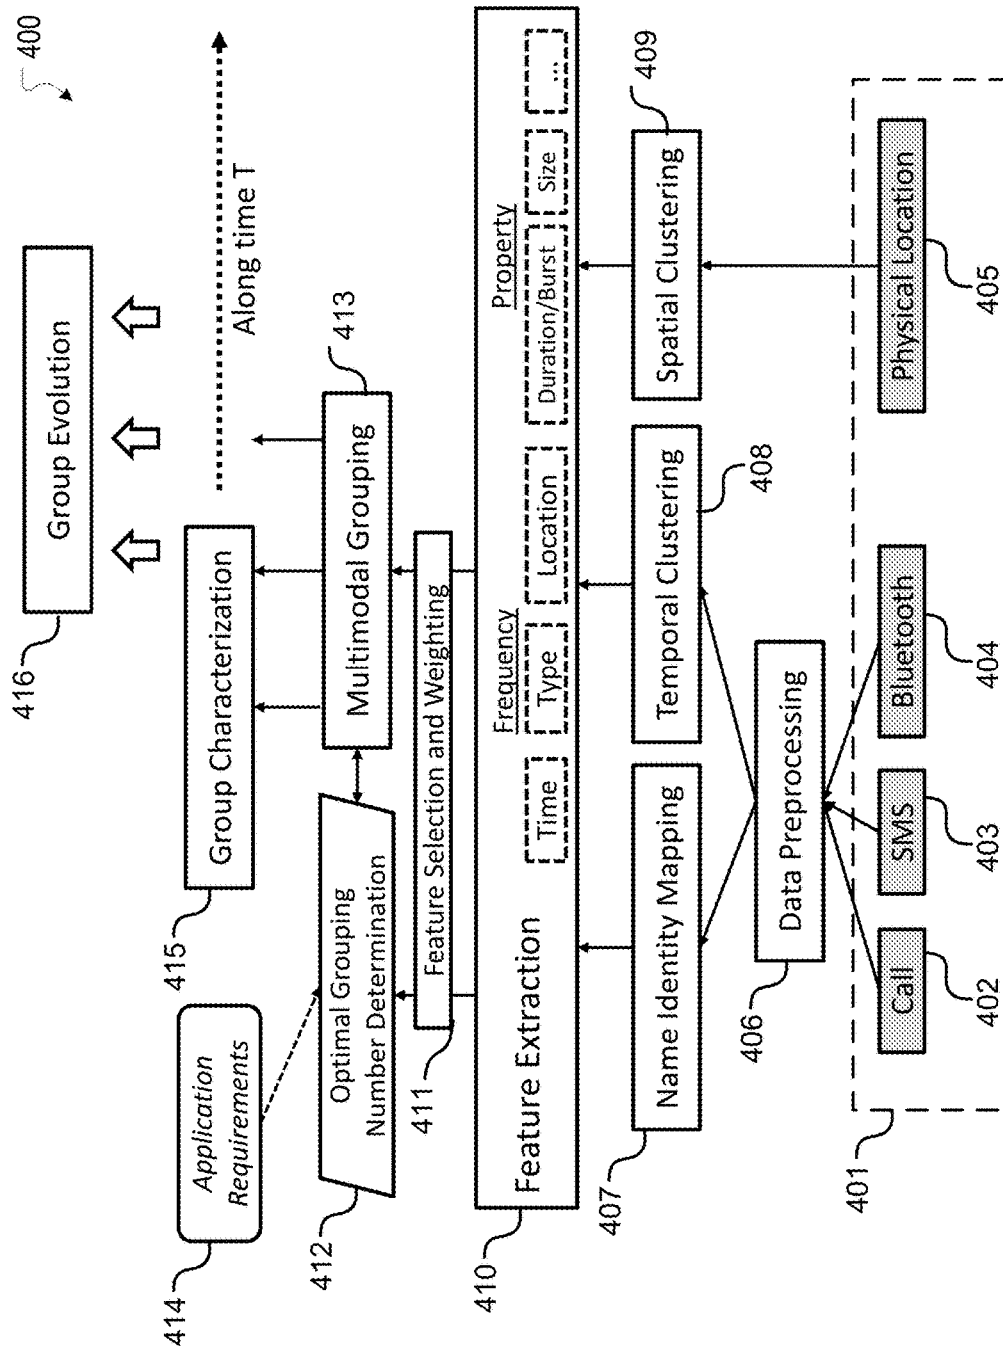 400
416
Group Evolution
Along time T
415
Group Characterization
414
Application
Requirements
412
Optimal Grouping
Number Determination
Multimodal Grouping
413
411
Feature Selection and Weighting
410
Feature Extraction
Frequency
Property
Time
Type
Location
Duration/Burst
Size
...
407
Name Identity Mapping
Temporal Clustering
408
Spatial Clustering
409
406
Data Preprocessing
401
Call
402
SMS
403
Bluetooth
404
Physical Location
405